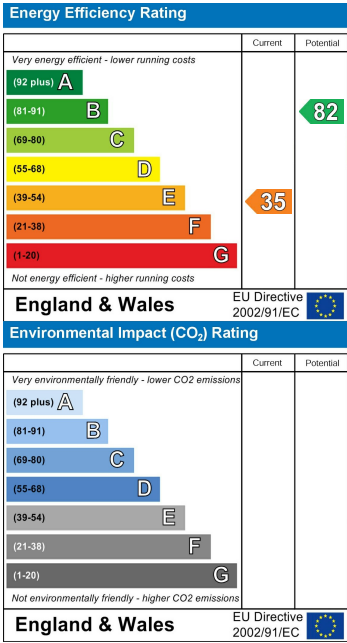 Energy Efficiency Rating
Current Potential
Very energy efficient - lower running costs
(92 plus) A
(81-91) B
82
(69-80) C
(55-68) D
(39-54) E
35
(21-38) F
(1-20) G
Not energy efficient - higher running costs
England & Wales
EU Directive
2002/91/EC
Environmental Impact (CO₂) Rating
Current Potential
Very environmentally friendly - lower CO2 emissions
(92 plus) A
(81-91) B
(69-80) C
(55-68) D
(39-54) E
(21-38) F
(1-20) G
Not environmentally friendly - higher CO2 emissions
England & Wales
EU Directive
2002/91/EC